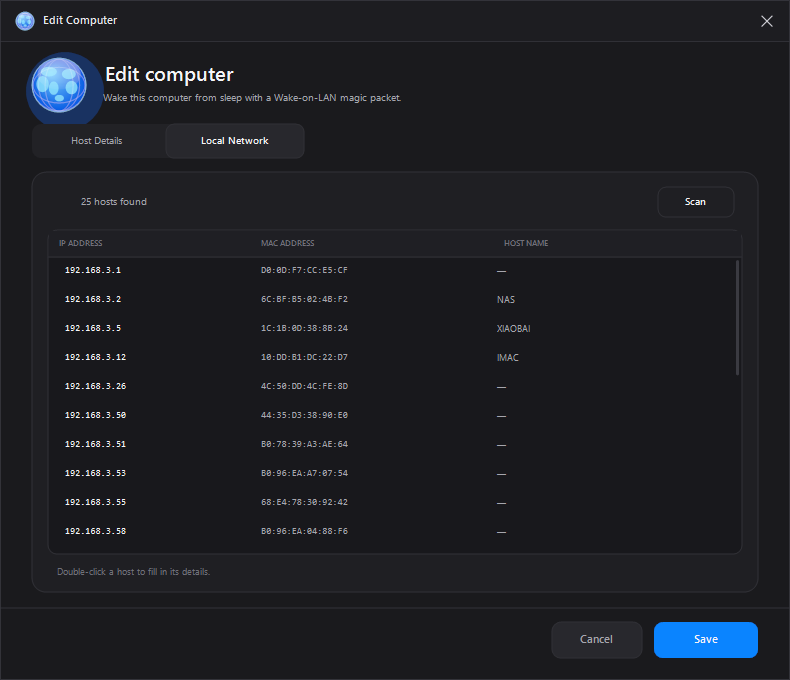 Edit Computer
Edit computer
Wake this computer from sleep with a Wake-on-LAN magic packet.
Host Details Local Network
25 hosts found Scan
IP ADDRESS MAC ADDRESS HOST NAME
192.168.3.1 D0:0D:F7:CC:E5:CF —
192.168.3.2 6C:BF:B5:02:4B:F2 NAS
192.168.3.5 1C:1B:0D:38:8B:24 XIAOBAI
192.168.3.12 10:DD:B1:DC:22:D7 IMAC
192.168.3.26 4C:50:DD:4C:FE:8D —
192.168.3.50 44:35:D3:38:90:E0 —
192.168.3.51 B0:78:39:A3:AE:64 —
192.168.3.53 B0:96:EA:A7:07:54 —
192.168.3.55 68:E4:78:30:92:42 —
192.168.3.58 B0:96:EA:04:88:F6 —
Double-click a host to fill in its details.
Cancel Save